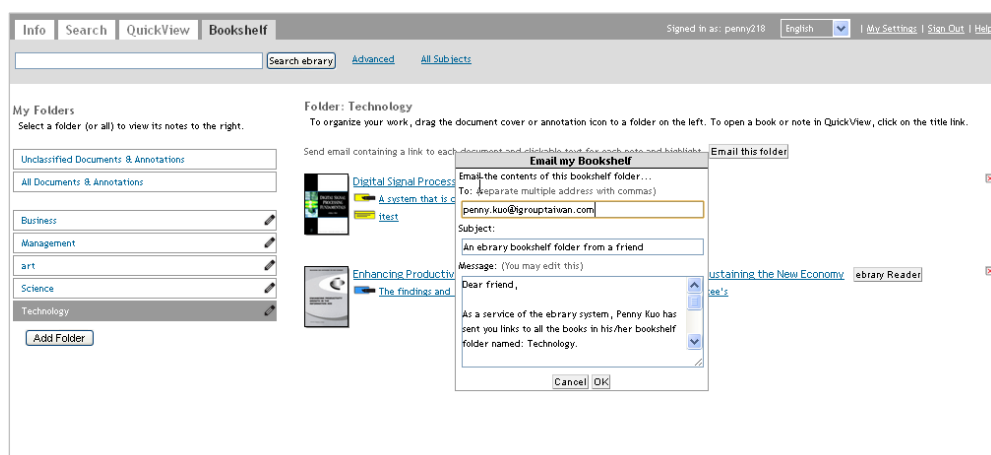 Info Search QuickView Bookshelf Signed in as: penny218 English | My Settings | Sign Out | Help
Search ebrary Advanced All Subjects
My Folders
Select a folder (or all) to view its notes to the right.
Unclassified Documents & Annotations
All Documents & Annotations
Business
Management
art
Science
Technology
Add Folder
Folder: Technology
To organize your work, drag the document cover or annotation icon to a folder on the left. To open a book or note in QuickView, click on the title link.
Send email containing a link to each document and clickable text for each note and highlight. Email this folder
Digital Signal Process
A system that is c
itest
Enhancing Productiv
ustaining the New Economy ebrary Reader
The findings and
ee's
Email my Bookshelf
Email the contents of this bookshelf folder...
To: (separate multiple address with commas)
penny.kuo@igrouptaiwan.com
Subject:
An ebrary bookshelf folder from a friend
Message: (You may edit this)
Dear friend,
As a service of the ebrary system, Penny Kuo has
sent you links to all the books in his/her bookshelf
folder named: Technology.
Cancel OK